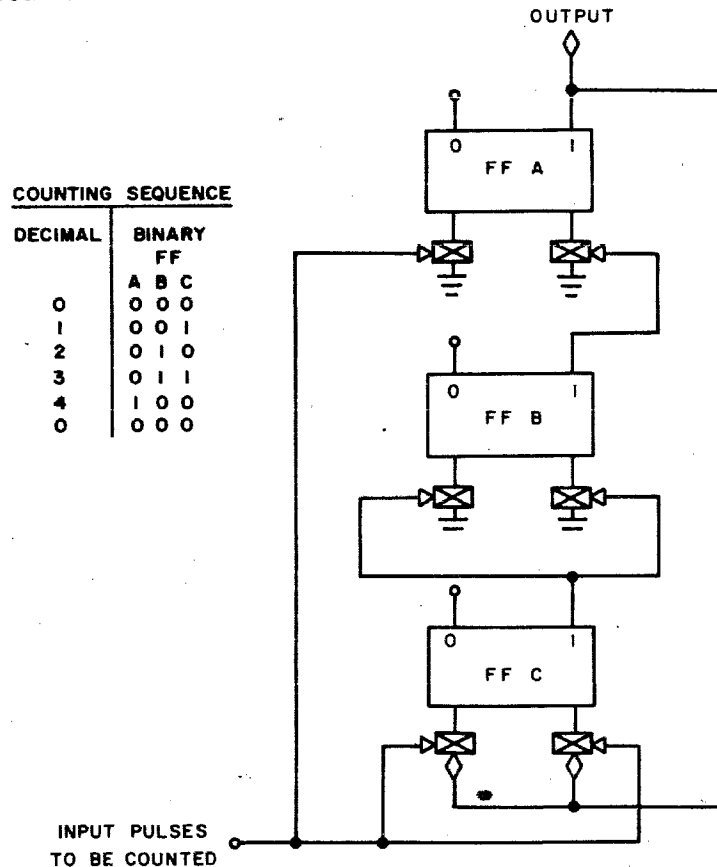 OUTPUT
0 1
FF A
COUNTING SEQUENCE
DECIMAL BINARY
FF
A B C
0 0 0 0
1 0 0 1
2 0 1 0
3 0 1 1
4 1 0 0
0 0 0 0
0 1
FF B
0 1
FF C
INPUT PULSES
TO BE COUNTED